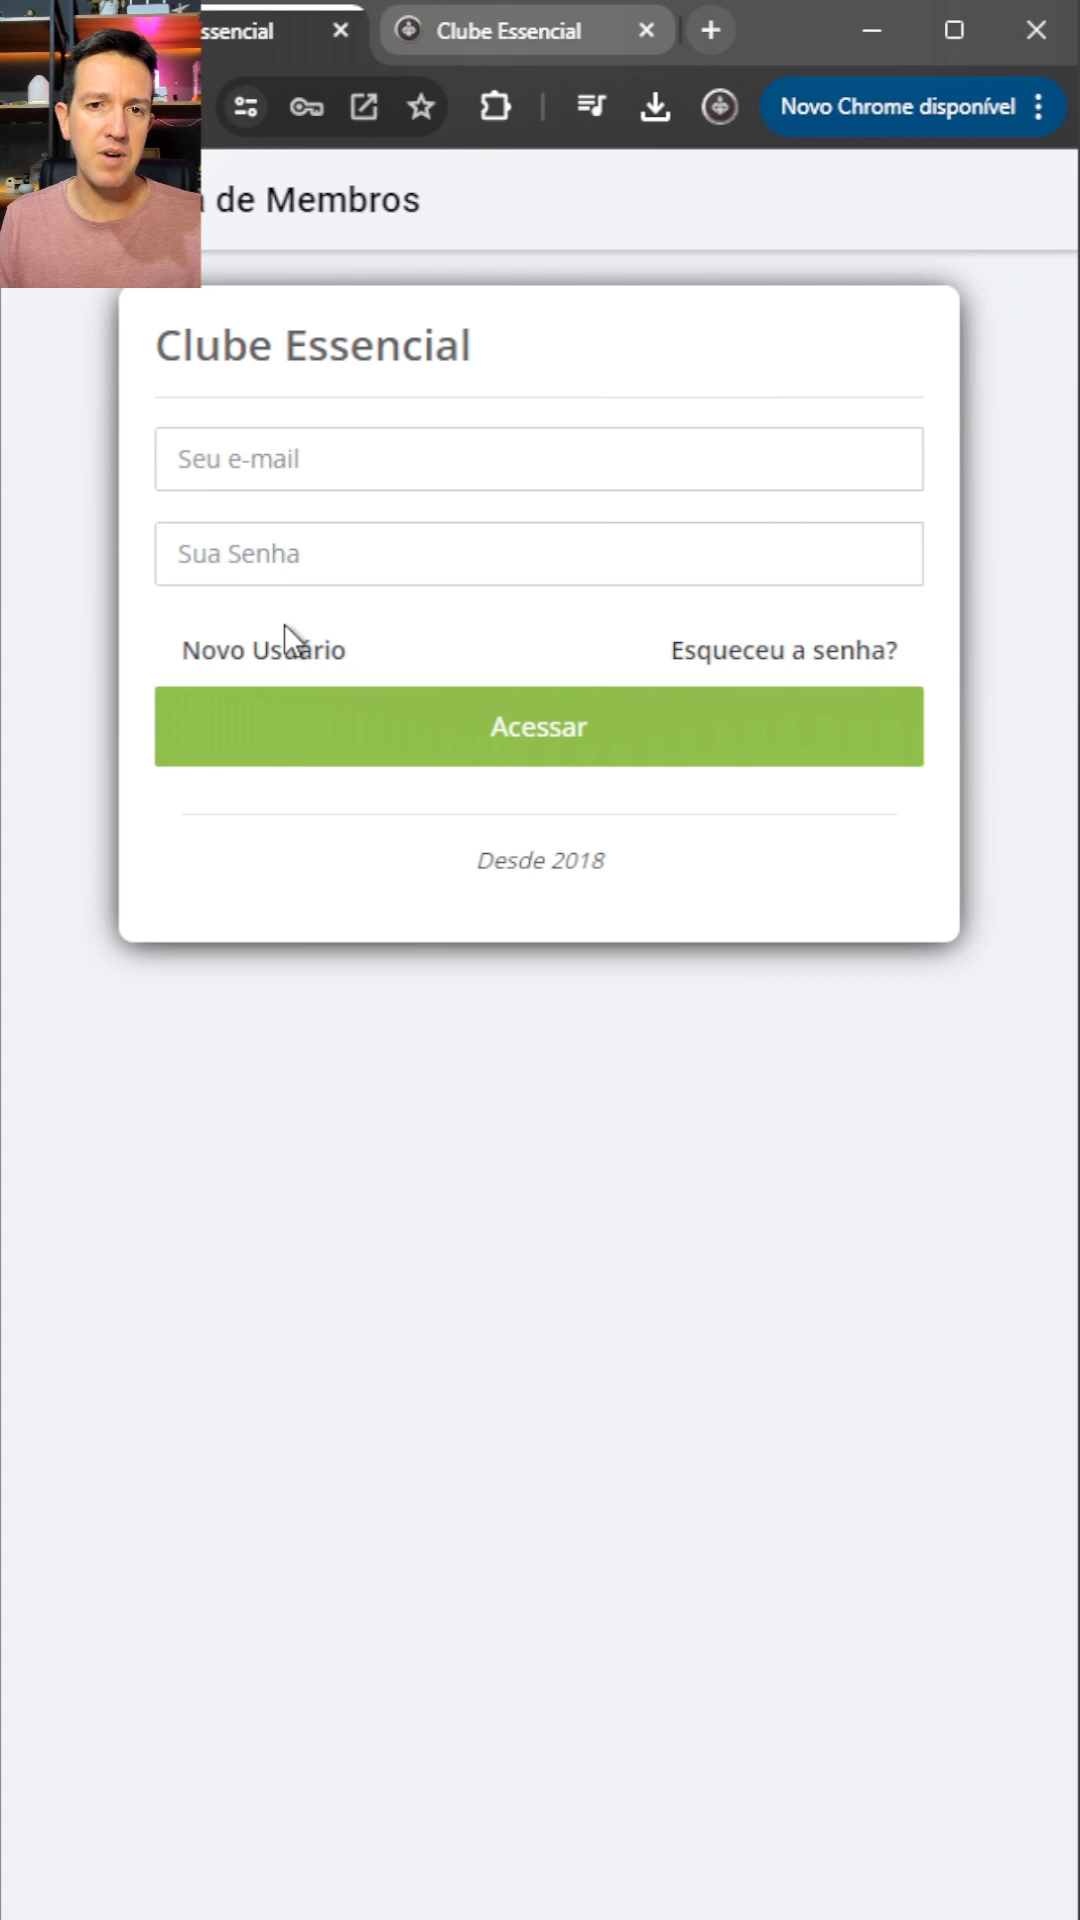 ssencial
Clube Essencial
Novo Chrome disponível
de Membros
Clube Essencial
Seu e-mail
Sua Senha
Novo Usuário
Esqueceu a senha?
Acessar
Desde 2018